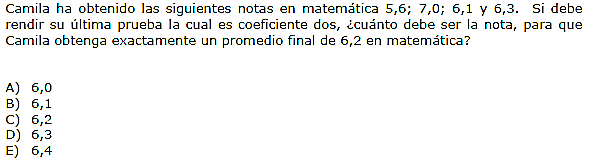 Camila ha obtenido las siguientes notas en matemática 5,6; 7,0; 6,1 y 6,3. Si debe
rendir su última prueba la cual es coeficiente dos, ¿cuánto debe ser la nota, para que
Camila obtenga exactamente un promedio final de 6,2 en matemática?
A) 6,0
B) 6,1
C) 6,2
D) 6,3
E) 6,4